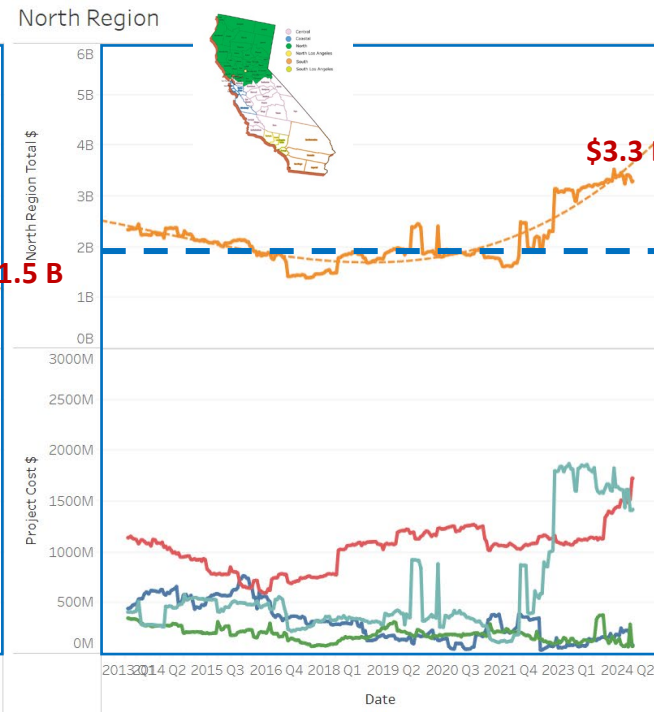 North Region
Central
Coastal
North
North Los Angeles
South
South Los Angeles
6B
5B
4B
3B
2B
1B
0B
North Region Total $
$3.3
1.5 B
3000M
2500M
2000M
1500M
1000M
500M
0M
Project Cost $
2013 Q1 2014 Q2 2015 Q3 2016 Q4 2018 Q1 2019 Q2 2020 Q3 2021 Q4 2023 Q1 2024 Q2
Date